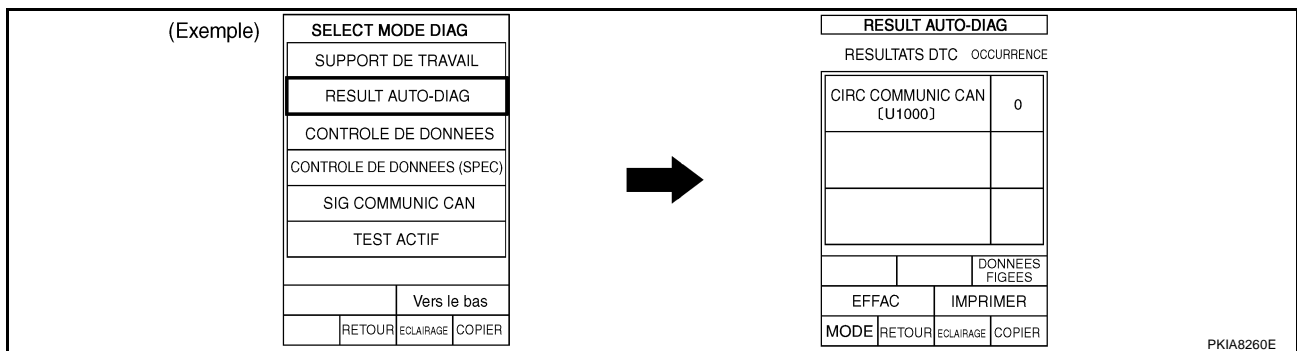 (Exemple)
SELECT MODE DIAG
SUPPORT DE TRAVAIL
RESULT AUTO-DIAG
CONTROLE DE DONNEES
CONTROLE DE DONNEES (SPEC)
SIG COMMUNIC CAN
TEST ACTIF
Vers le bas
RETOUR ECLAIRAGE COPIER
RESULT AUTO-DIAG
RESULTATS DTC OCCURRENCE
CIRC COMMUNIC CAN 0
〔U1000〕
DONNEES
FIGEES
EFFAC IMPRIMER
MODE RETOUR ECLAIRAGE COPIER
PKIA8260E